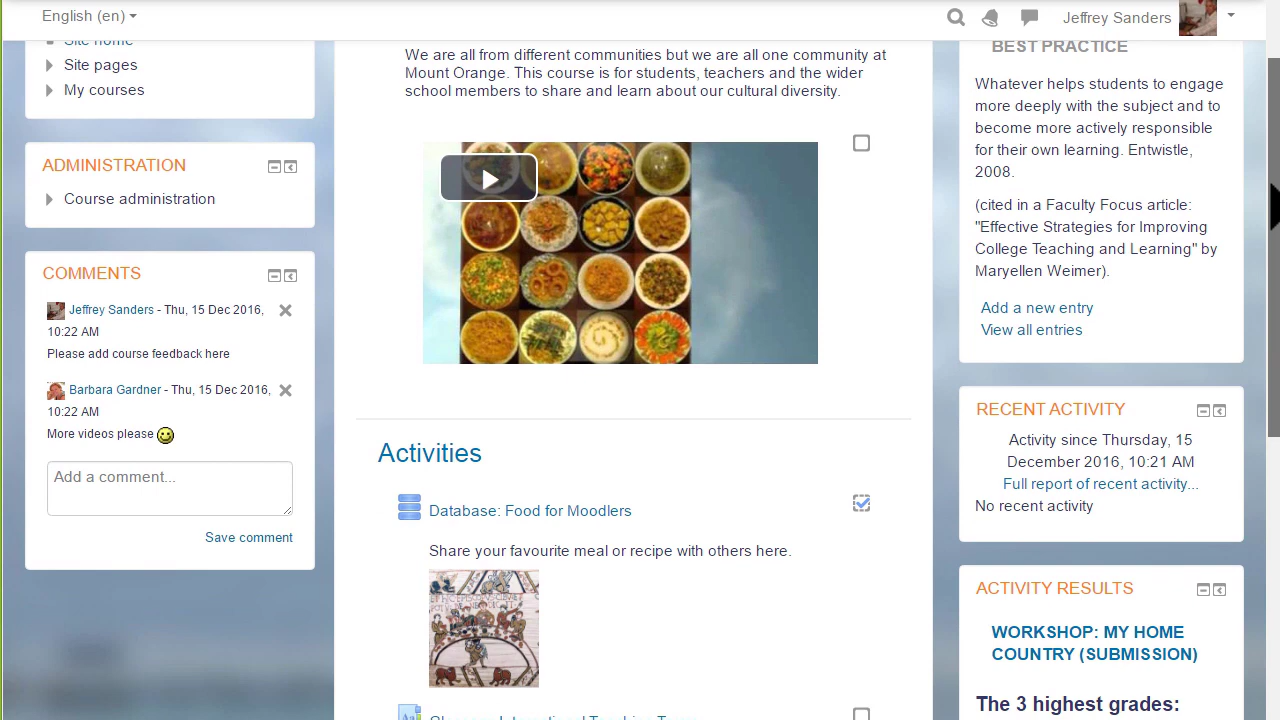 English (en)
Jeffrey Sanders
Site home
Site pages
My courses
ADMINISTRATION
Course administration
COMMENTS
Jeffrey Sanders - Thu, 15 Dec 2016,
10:22 AM
Please add course feedback here
Barbara Gardner - Thu, 15 Dec 2016,
10:22 AM
More videos please
Add a comment...
Save comment
We are all from different communities but we are all one community at
Mount Orange. This course is for students, teachers and the wider
school members to share and learn about our cultural diversity.
Activities
Database: Food for Moodlers
Share your favourite meal or recipe with others here.
BEST PRACTICE
Whatever helps students to engage
more deeply with the subject and to
become more actively responsible
for their own learning. Entwistle,
2008.
(cited in a Faculty Focus article:
"Effective Strategies for Improving
College Teaching and Learning" by
Maryellen Weimer).
Add a new entry
View all entries
RECENT ACTIVITY
Activity since Thursday, 15
December 2016, 10:21 AM
Full report of recent activity...
No recent activity
ACTIVITY RESULTS
WORKSHOP: MY HOME
COUNTRY (SUBMISSION)
The 3 highest grades: